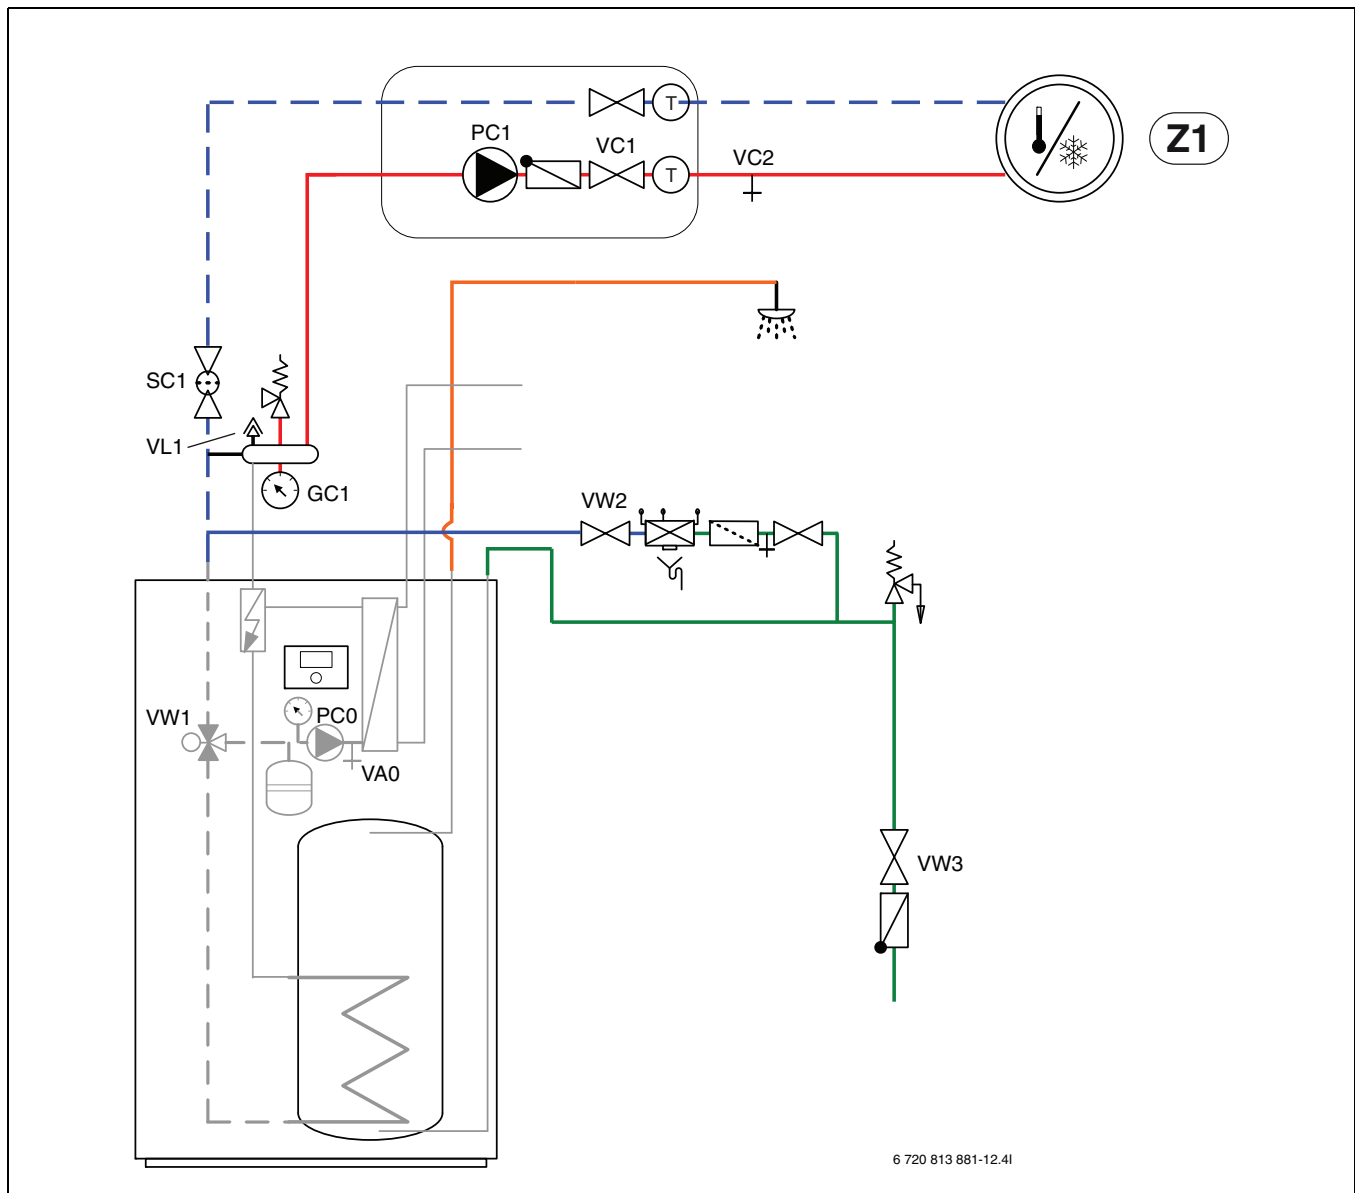 T
PC1
VC1
T
VC2
Z1
SC1
VL1
GC1
VW2
VW1
PC0
VA0
VW3
6 720 813 881-12.4I